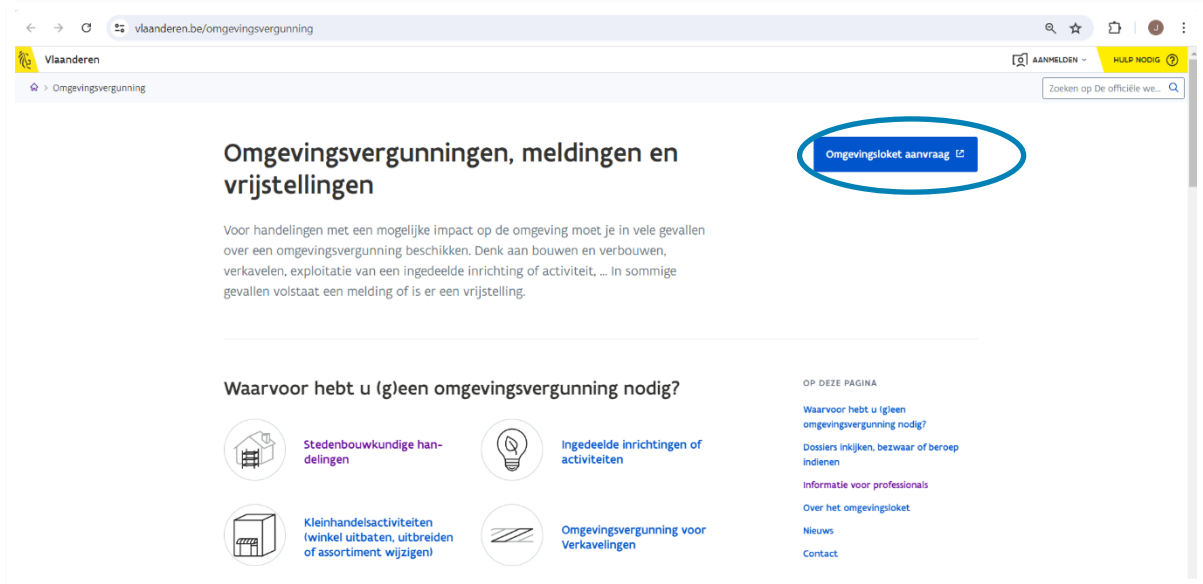 vlaanderen.be/omgevingsvergunning
J
Vlaanderen
AANMELDEN
HULP NODIG ?
> Omgevingsvergunning
Zoeken op De officiële we...
Omgevingsvergunningen, meldingen en
vrijstellingen
Omgevingsloket aanvraag
Voor handelingen met een mogelijke impact op de omgeving moet je in vele gevallen
over een omgevingsvergunning beschikken. Denk aan bouwen en verbouwen,
verkavelen, exploitatie van een ingedeelde inrichting of activiteit, ... In sommige
gevallen volstaat een melding of is er een vrijstelling.
Waarvoor hebt u (g)een omgevingsvergunning nodig?
Stedenbouwkundige han-
delingen
Ingedeelde inrichtingen of
activiteiten
Kleinhandelsactiviteiten
(winkel uitbaten, uitbreiden
of assortiment wijzigen)
Omgevingsvergunning voor
Verkavelingen
OP DEZE PAGINA
Waarvoor hebt u (g)een
omgevingsvergunning nodig?
Dossiers inkijken, bezwaar of beroep
indienen
Informatie voor professionals
Over het omgevingsloket
Nieuws
Contact